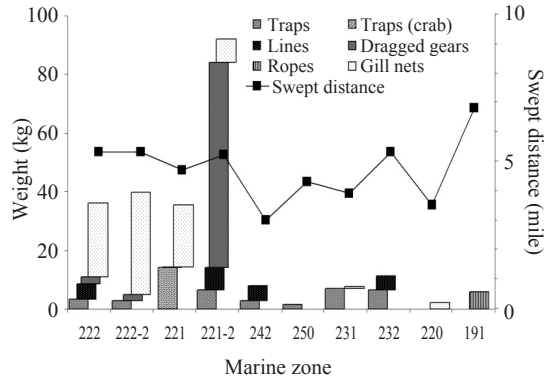 100
80
60
40
20
0
Weight (kg)
10
5
0
Swept distance (mile)
Traps Traps (crab)
Lines Dragged gears
Ropes Gill nets
Swept distance
222 222-2 221 221-2 242 250 231 232 220 191
Marine zone